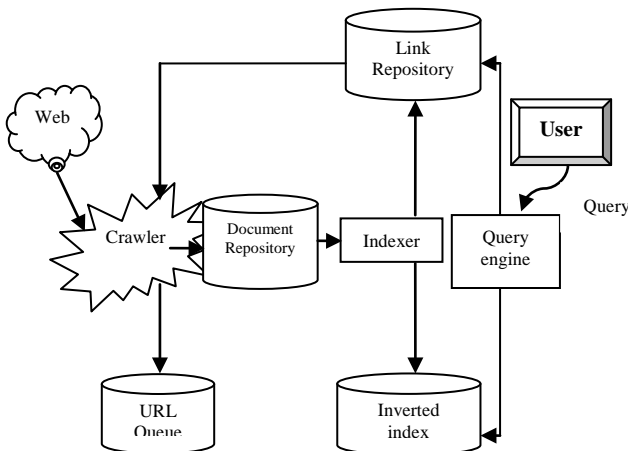 Link
Repository
Web
User
Query
Crawler
Document
Repository
Indexer
Query
engine
URL
Queue
Inverted
index